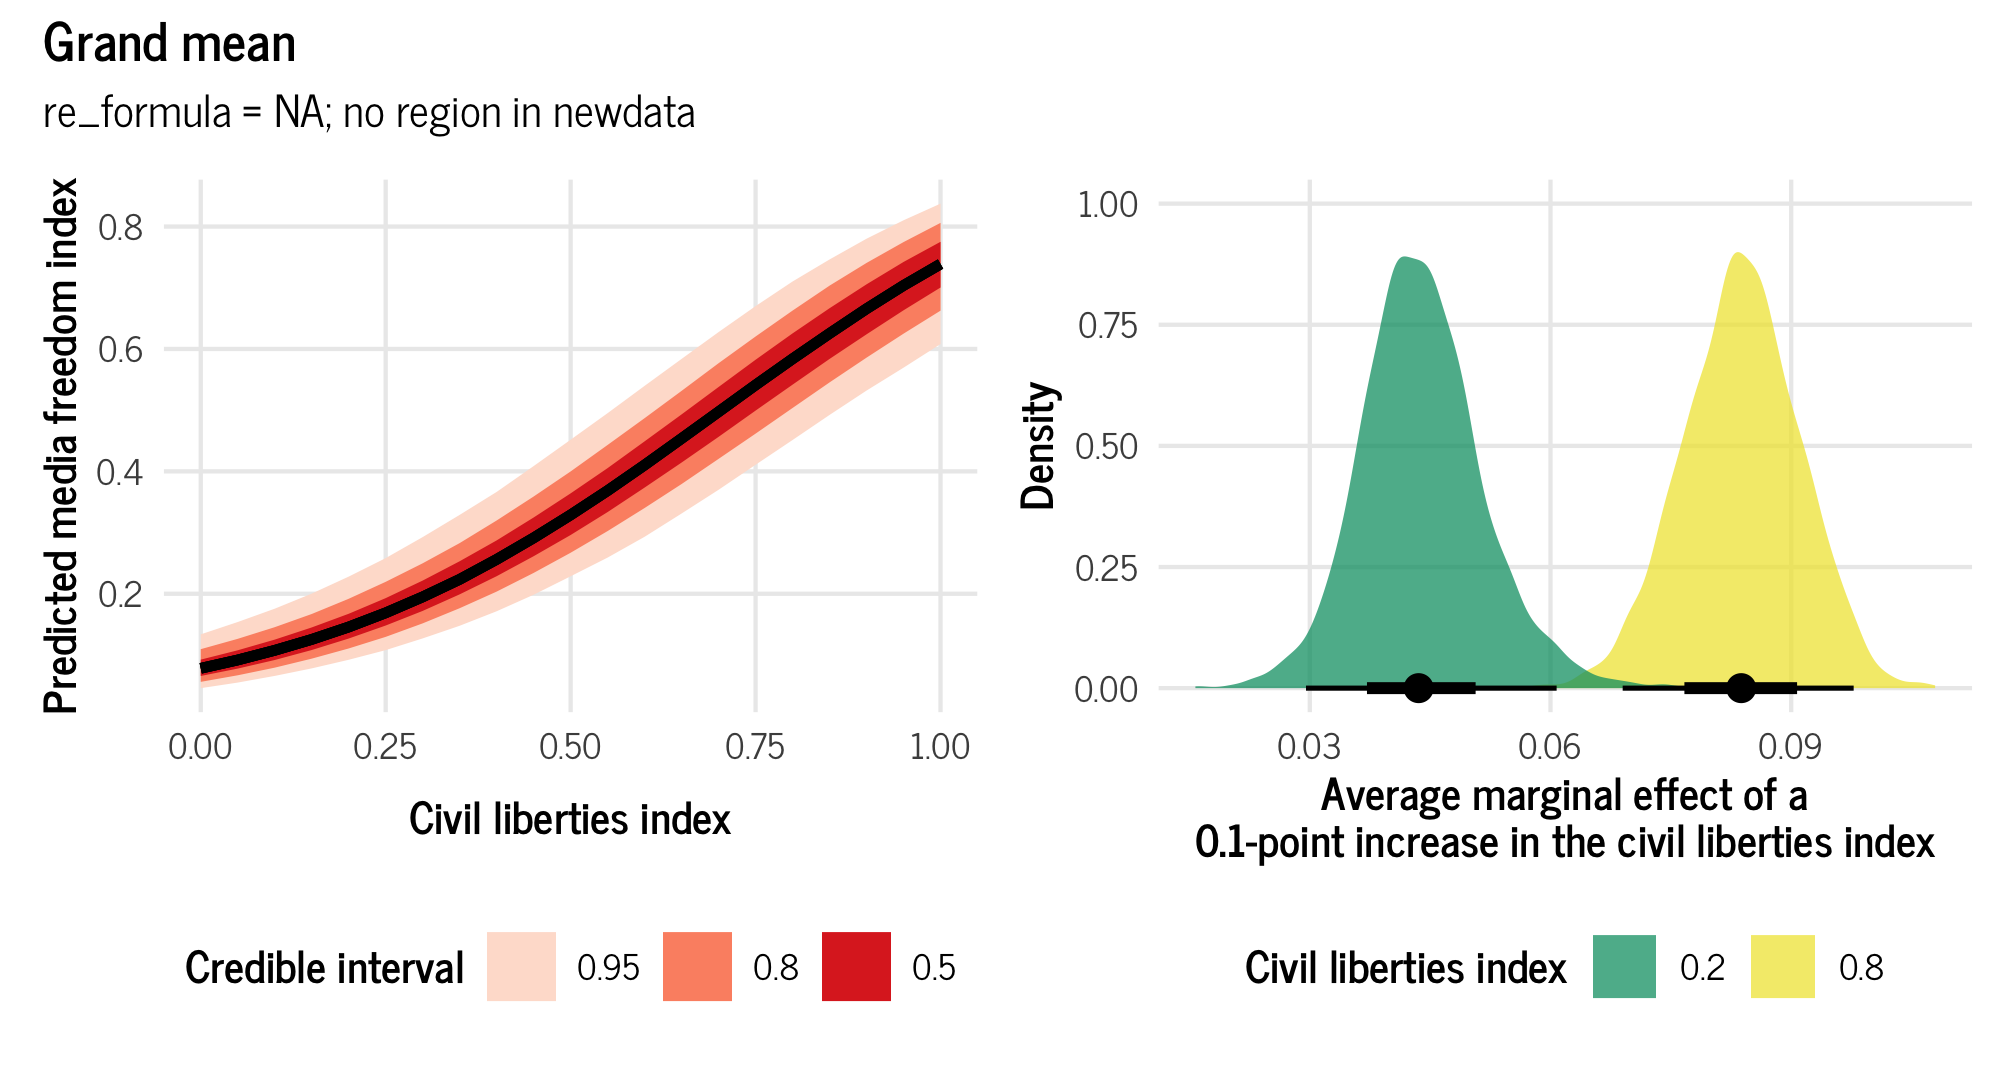 Grand mean
re_formula = NA; no region in newdata
Predicted media freedom index
0.8
0.6
0.4
0.2
0.00 0.25 0.50 0.75 1.00
Civil liberties index
Credible interval 0.95 0.8 0.5
Density
1.00
0.75
0.50
0.25
0.00
0.03 0.06 0.09
Average marginal effect of a
0.1-point increase in the civil liberties index
Civil liberties index 0.2 0.8